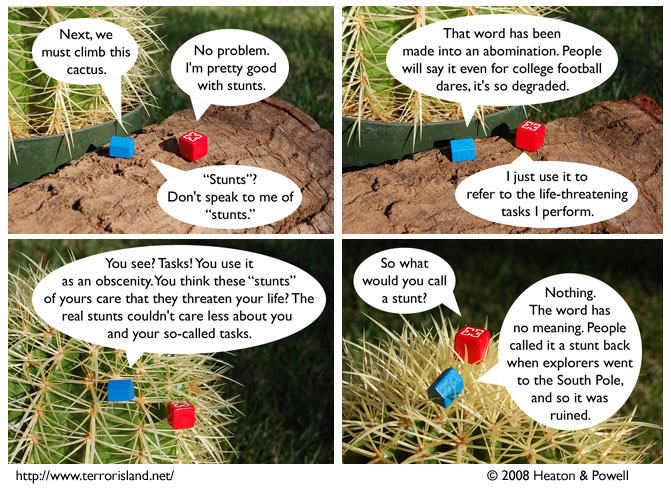 Next, we
must climb this
cactus.
No problem.
I'm pretty good
with stunts.
“Stunts”?
Don't speak to me of
“stunts.”
That word has been
made into an abomination. People
will say it even for college football
dares, it's so degraded.
I just use it to
refer to the life-threatening
tasks I perform.
You see? Tasks! You use it
as an obscenity. You think these “stunts”
of yours care that they threaten your life? The
real stunts couldn't care less about you
and your so-called tasks.
So what
would you call
a stunt?
Nothing.
The word has
no meaning. People
called it a stunt back
when explorers went
to the South Pole,
and so it was
ruined.
http://www.terrorisland.net/
© 2008 Heaton & Powell